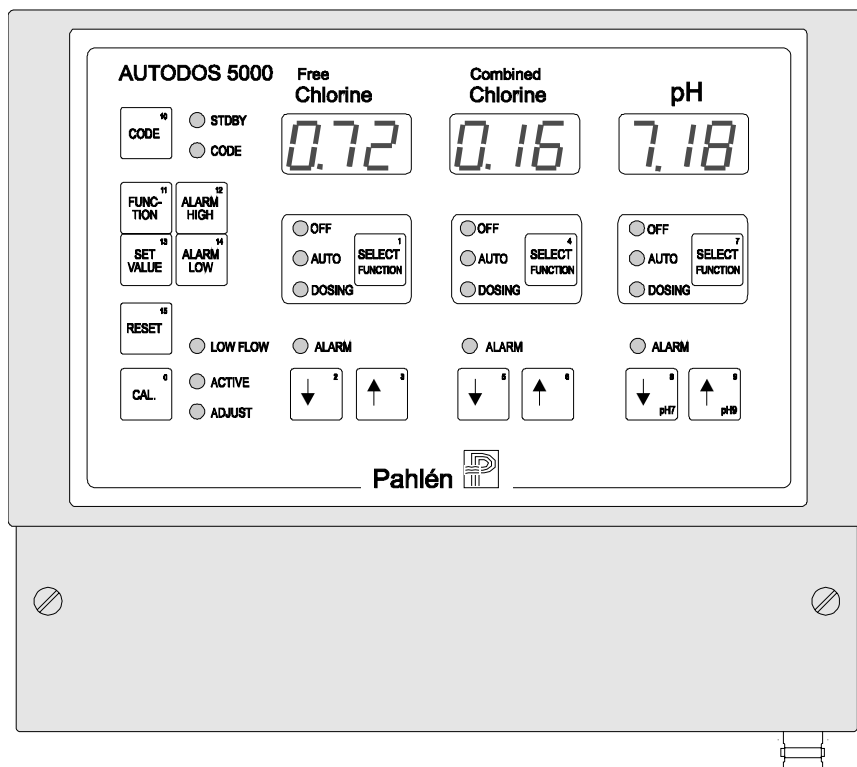 AUTODOS 5000
Free
Chlorine
Combined
Chlorine
pH
10
CODE
STDBY
CODE
0.72
0.16
7.18
11
FUNC-
TION
12
ALARM
HIGH
13
SET
VALUE
14
ALARM
LOW
OFF
AUTO
DOSING
1
SELECT
FUNCTION
OFF
AUTO
DOSING
4
SELECT
FUNCTION
OFF
AUTO
DOSING
7
SELECT
FUNCTION
15
RESET
LOW FLOW
ALARM
ALARM
ALARM
0
CAL.
ACTIVE
ADJUST
2
3
5
6
8
pH7
9
pH9
Pahlén